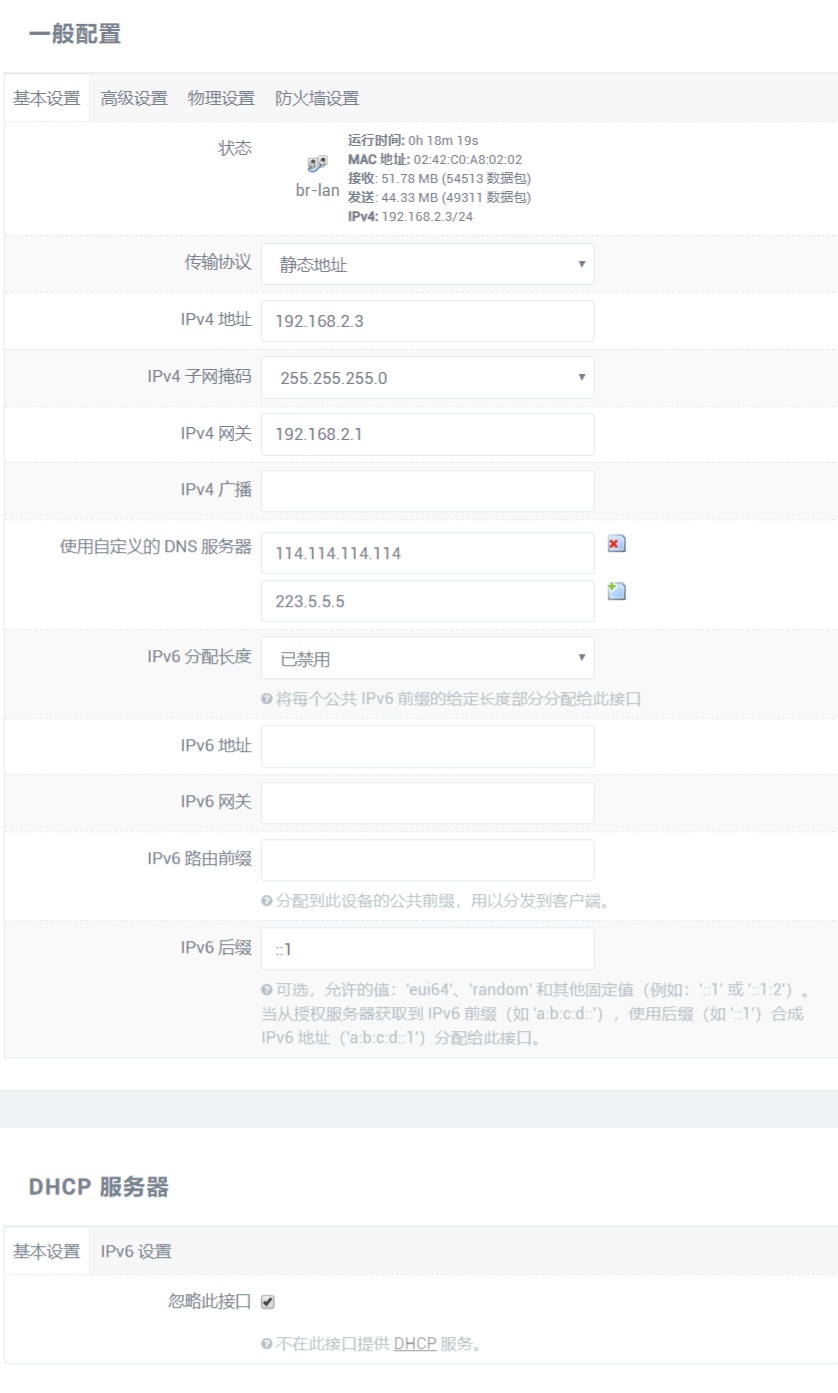 一般配置
基本设置 高级设置 物理设置 防火墙设置
状态
br-lan
运行时间: 0h 18m 19s
MAC 地址: 02:42:C0:A8:02:02
接收: 51.78 MB (54513 数据包)
发送: 44.33 MB (49311 数据包)
IPv4: 192.168.2.3/24
传输协议 静态地址
IPv4 地址 192.168.2.3
IPv4 子网掩码 255.255.255.0
IPv4 网关 192.168.2.1
IPv4 广播
使用自定义的 DNS 服务器 114.114.114.114
223.5.5.5
IPv6 分配长度 已禁用
将每个公共 IPv6 前缀的给定长度部分分配给此接口
IPv6 地址
IPv6 网关
IPv6 路由前缀
分配到此设备的公共前缀，用以分发到客户端。
IPv6 后缀 ::1
可选，允许的值：'eui64'、'random' 和其他固定值（例如：'::1' 或 '::1:2'）。
当从授权服务器获取到 IPv6 前缀（如 'a:b:c:d::'），使用后缀（如 '::1'）合成
IPv6 地址（'a:b:c:d::1'）分配给此接口。
DHCP 服务器
基本设置 IPv6 设置
忽略此接口
不在此接口提供 DHCP 服务。